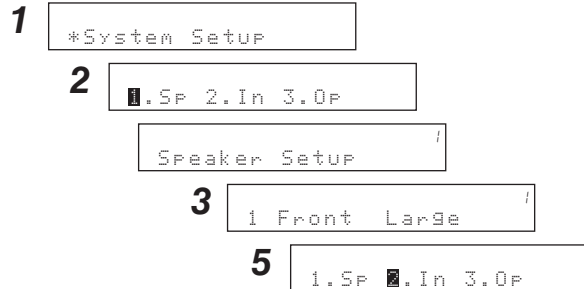 1
*System Setup
2
1.Sp 2.In 3.Op
1
Speaker Setup
3
1
1 Front Large
5
1.Sp 2.In 3.Op